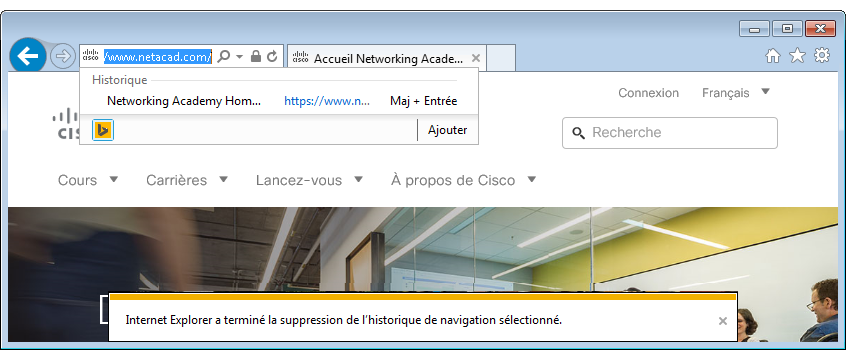 /www.netacad.com/
Accueil Networking Acade...
Historique
Networking Academy Hom... https://www.n... Maj + Entrée
Ajouter
Connexion Français
Recherche
Cours Carrières Lancez-vous À propos de Cisco
Internet Explorer a terminé la suppression de l'historique de navigation sélectionné.